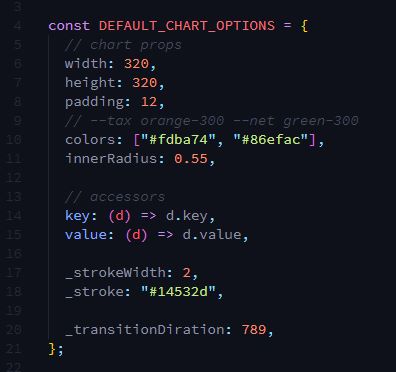 3
4 const DEFAULT_CHART_OPTIONS = {
5 // chart props
6 width: 320,
7 height: 320,
8 padding: 12,
9 // --tax orange-300 --net green-300
10 colors: ["#fdba74", "#86efac"],
11 innerRadius: 0.55,
12
13 // accessors
14 key: (d) => d.key,
15 value: (d) => d.value,
16
17 _strokeWidth: 2,
18 _stroke: "#14532d",
19
20 _transitionDiration: 789,
21 };
22